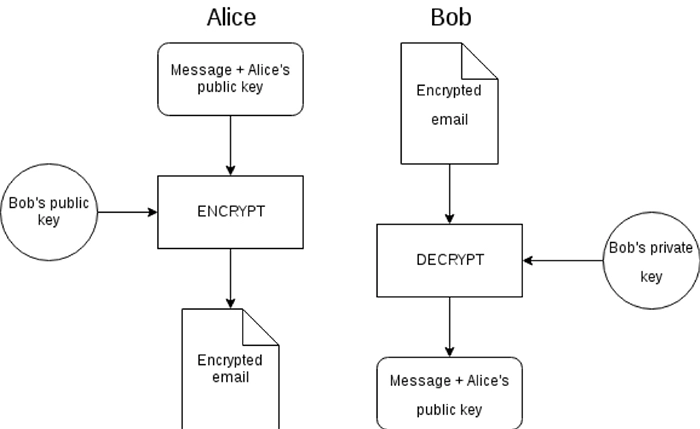 Alice
Message + Alice's
public key
Bob's public
key
ENCRYPT
Encrypted
email
Bob
Encrypted
email
DECRYPT
Bob's private
key
Message + Alice's
public key